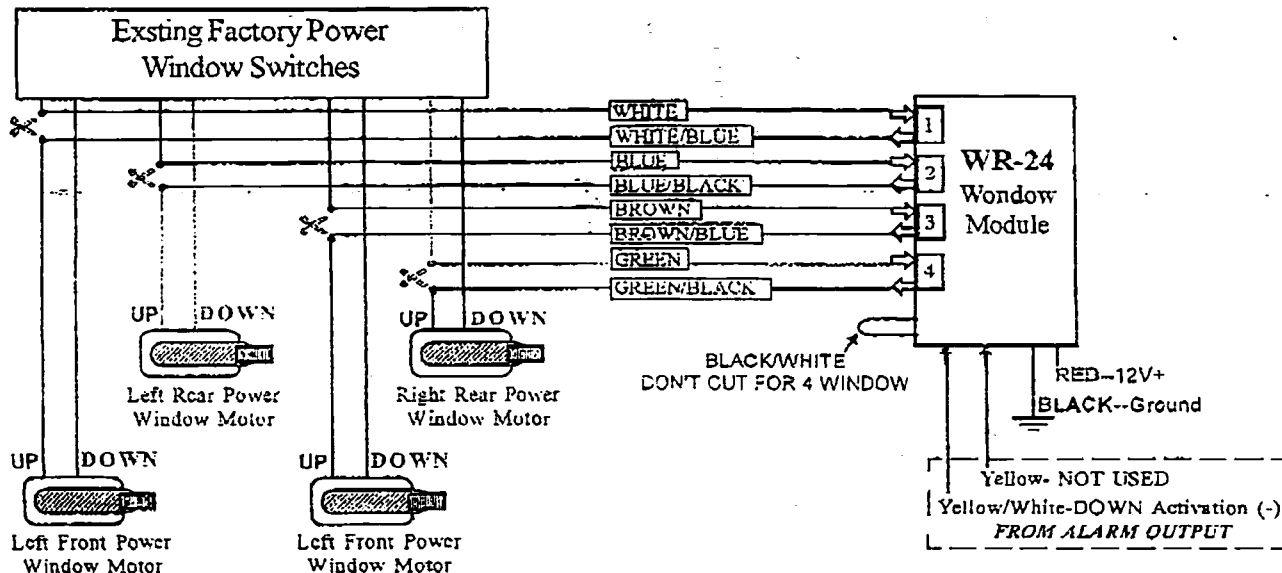 Exsting Factory Power
Window Switches
WHITE
WHITE/BLUE
BLUE
BLUE/BLACK
BROWN
BROWN/BLUE
GREEN
GREEN/BLACK
1
2
3
4
WR-24
Wondow
Module
UP DOWN
Left Rear Power
Window Motor
UP DOWN
Right Rear Power
Window Motor
BLACK/WHITE
DON'T CUT FOR 4 WINDOW
RED--12V+
BLACK--Ground
UP DOWN
Left Front Power
Window Motor
UP DOWN
Left Front Power
Window Motor
Yellow- NOT USED
Yellow/White-DOWN Activation (-)
FROM ALARM OUTPUT